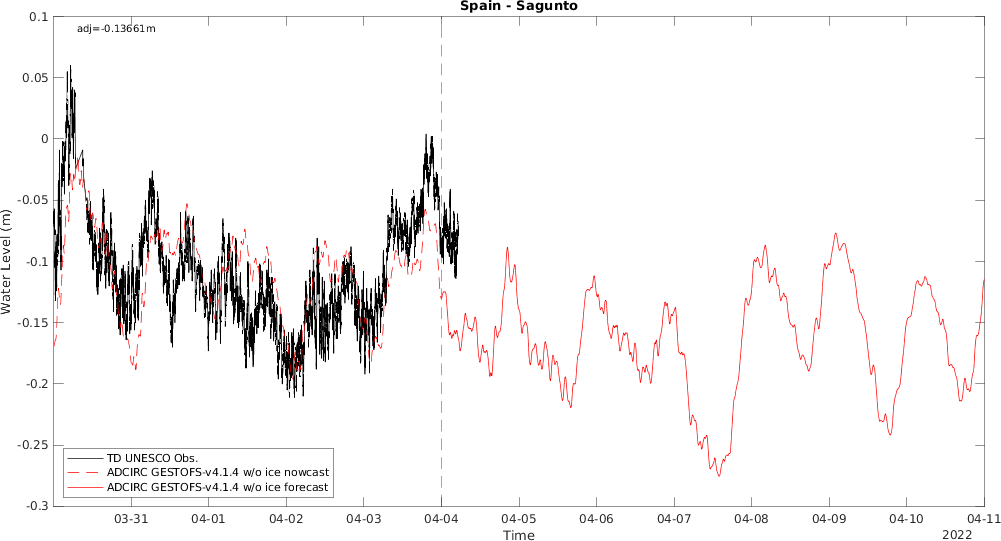 Spain - Sagunto
adj=-0.13661m
0.1
0.05
0
-0.05
-0.1
-0.15
-0.2
-0.25
-0.3
Water Level (m)
TD UNESCO Obs.
ADCIRC GESTOFS-v4.1.4 w/o ice nowcast
ADCIRC GESTOFS-v4.1.4 w/o ice forecast
03-31 04-01 04-02 04-03 04-04 04-05 04-06 04-07 04-08 04-09 04-10 04-11
Time
2022